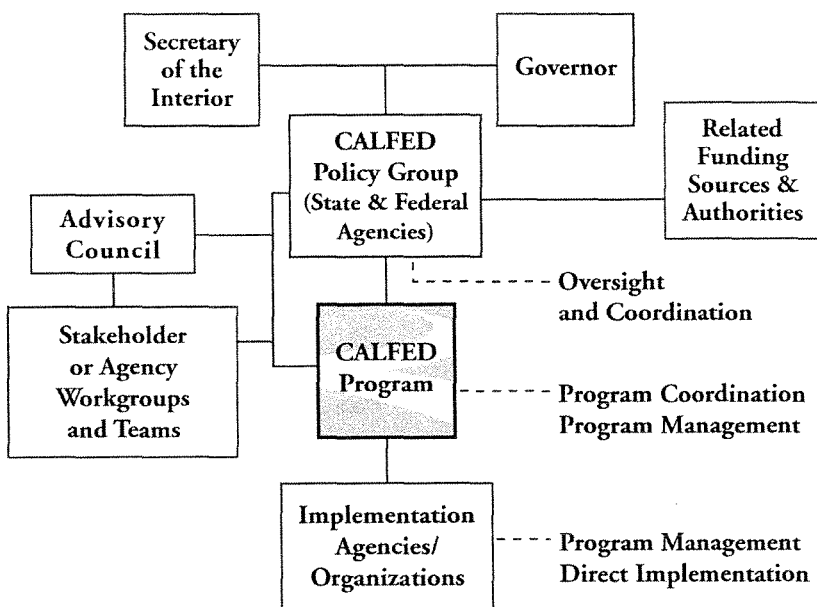 Secretary
of the
Interior
Governor
CALFED
Policy Group
(State & Federal
Agencies)
Related
Funding
Sources &
Authorities
Advisory
Council
Oversight
and Coordination
Stakeholder
or Agency
Workgroups
and Teams
CALFED
Program
Program Coordination
Program Management
Implementation
Agencies/
Organizations
Program Management
Direct Implementation